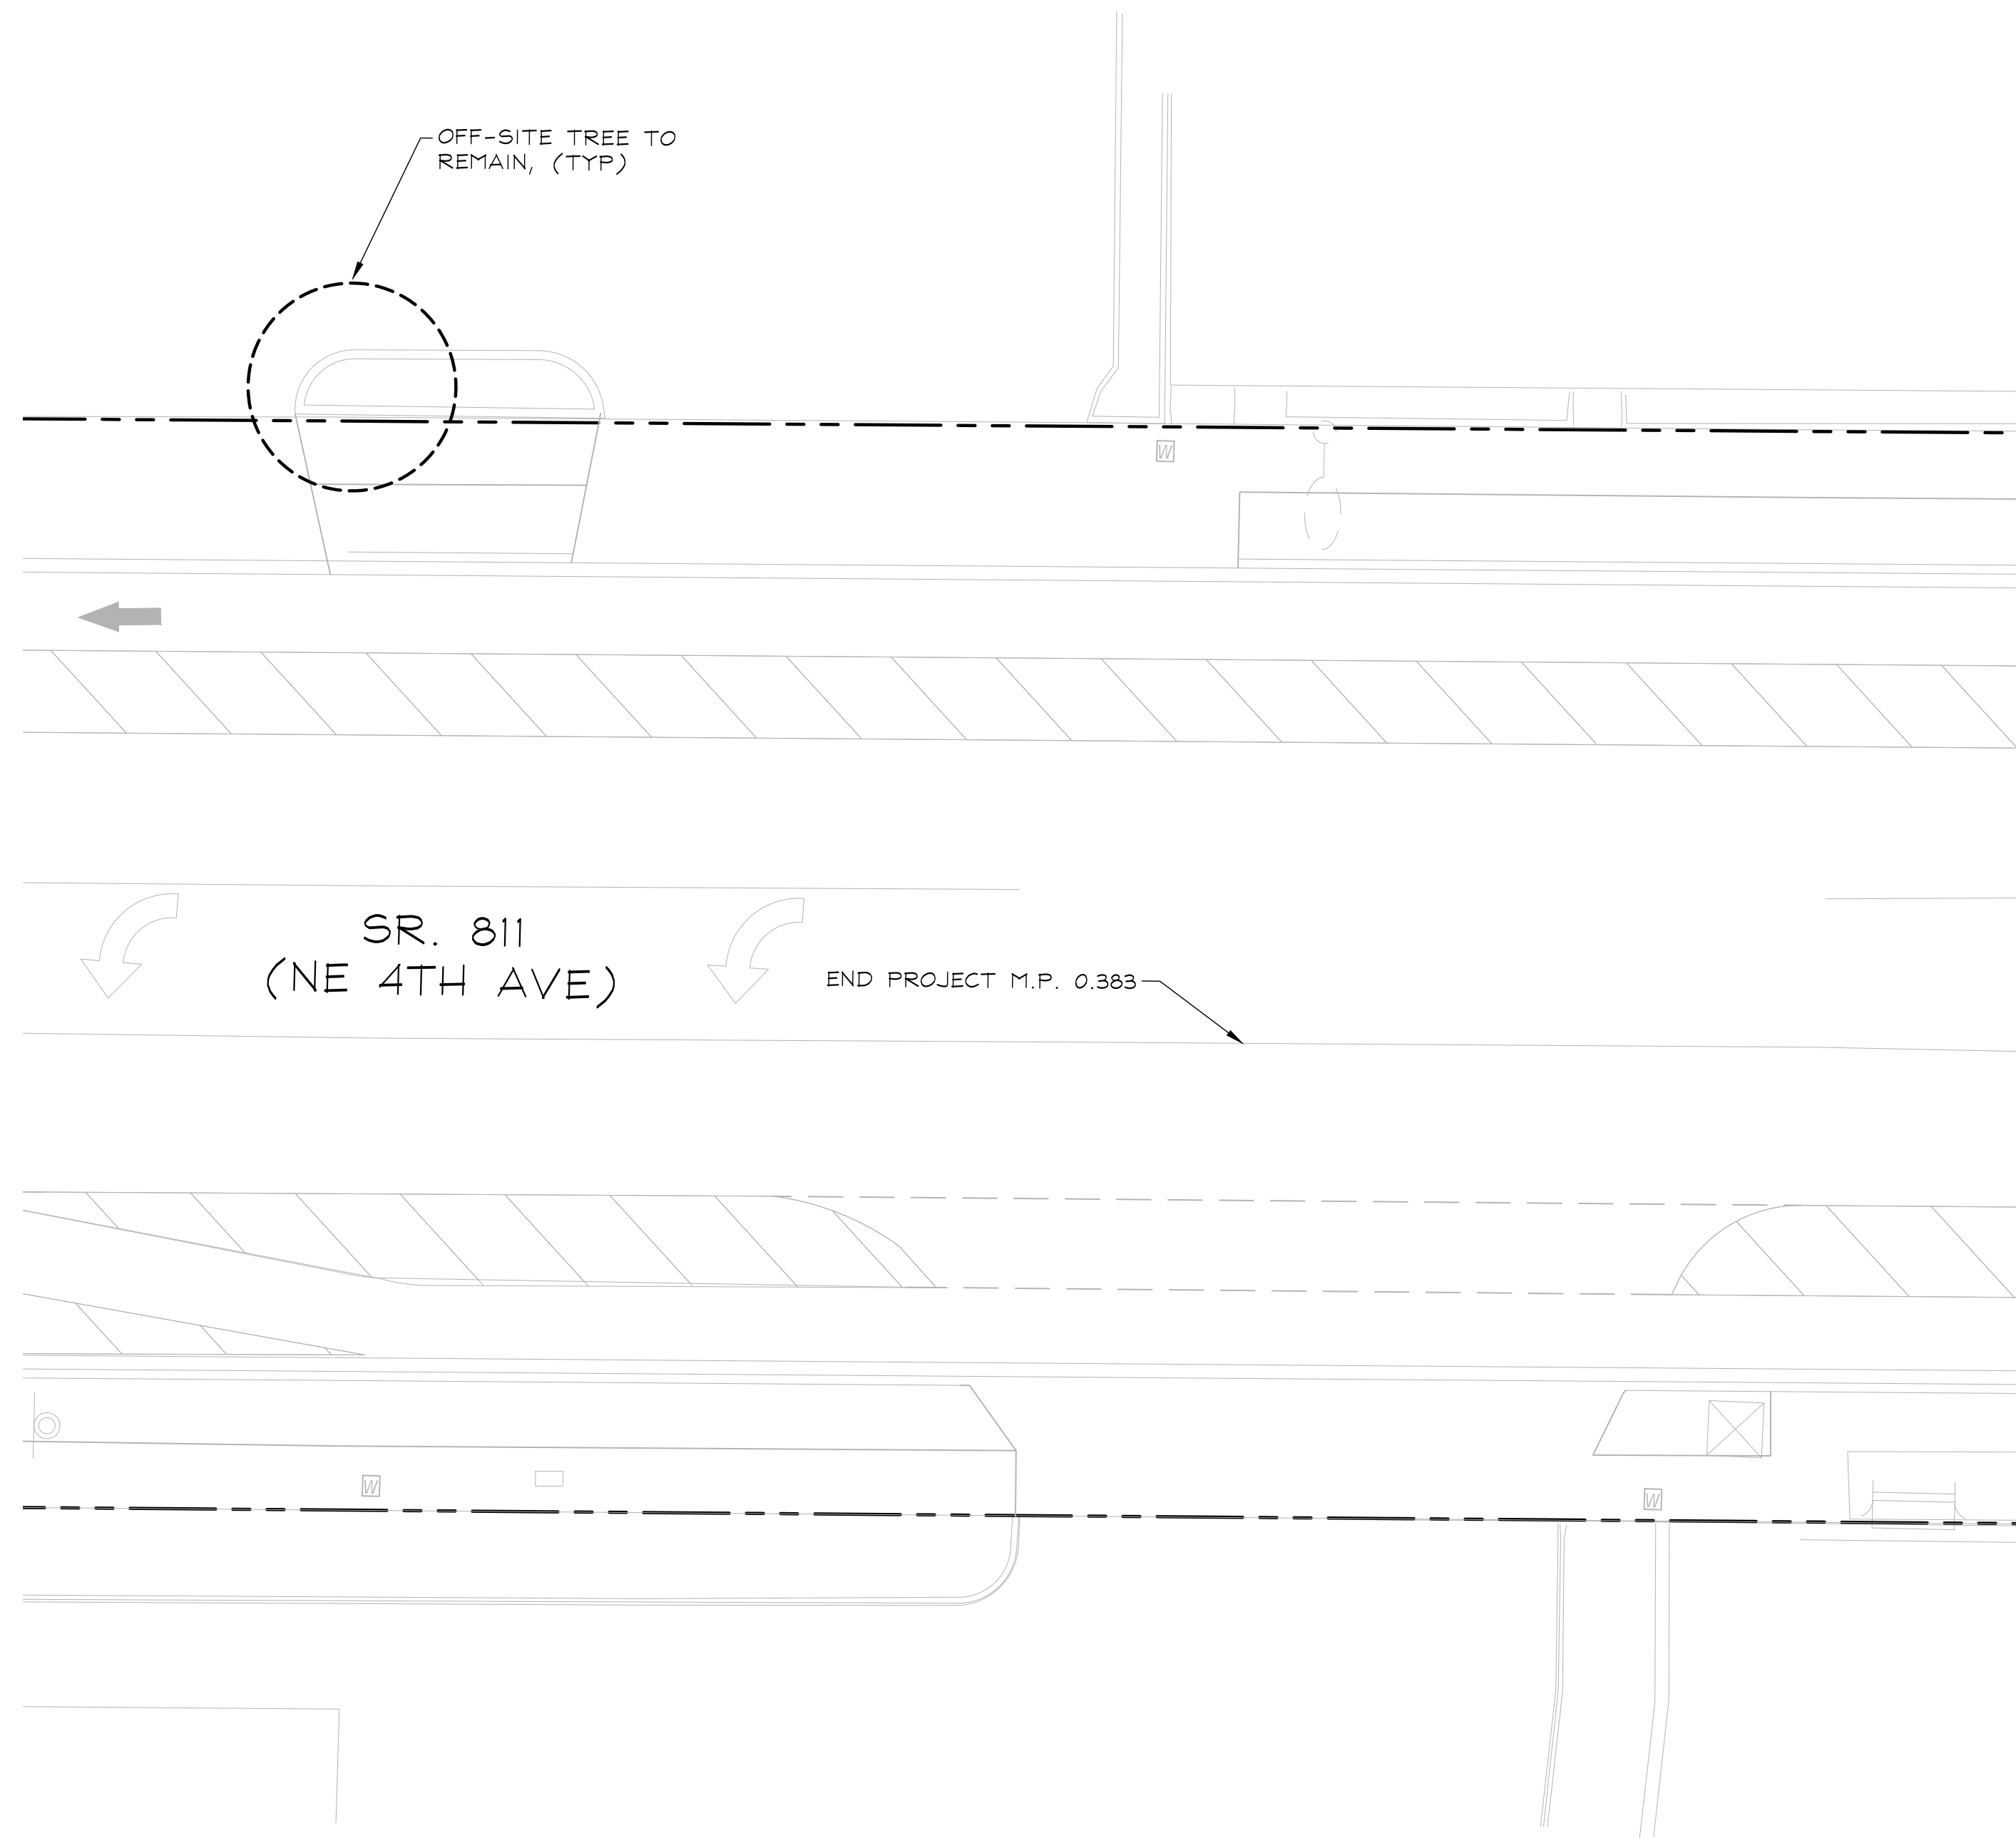 OFF-SITE TREE TO
REMAIN, (TYP)
W
SR. 811
(NE 4TH AVE)
END PROJECT M.P. 0.383
W
W